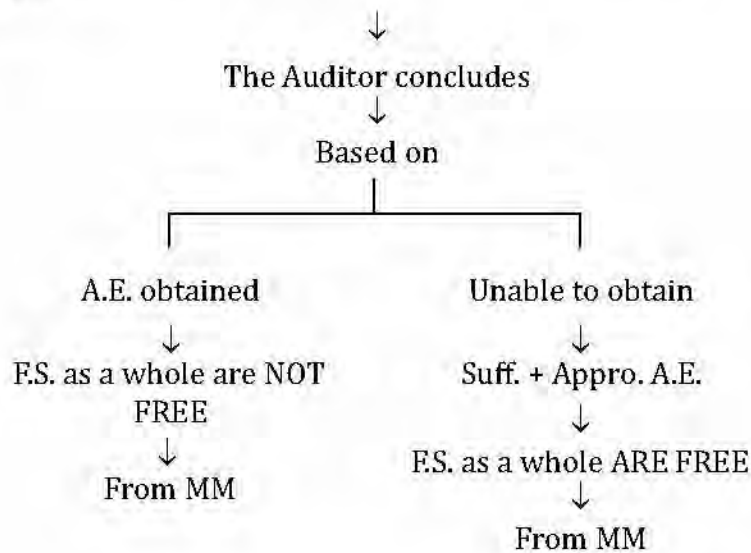 The Auditor concludes
Based on
A.E. obtained
F.S. as a whole are NOT
FREE
From MM
Unable to obtain
Suff. + Appro. A.E.
F.S. as a whole ARE FREE
From MM